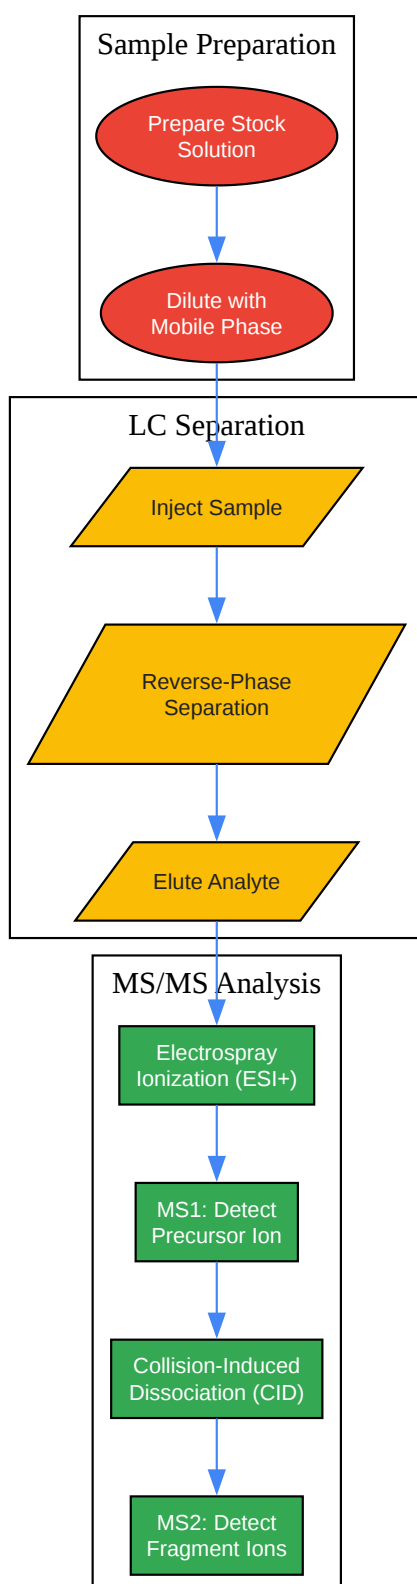 Sample Preparation
Prepare Stock
Solution
Dilute with
Mobile Phase
LC Separation
Inject Sample
Reverse-Phase
Separation
Elute Analyte
MS/MS Analysis
Electrospray
Ionization (ESI+)
MS1: Detect
Precursor Ion
Collision-Induced
Dissociation (CID)
MS2: Detect
Fragment Ions